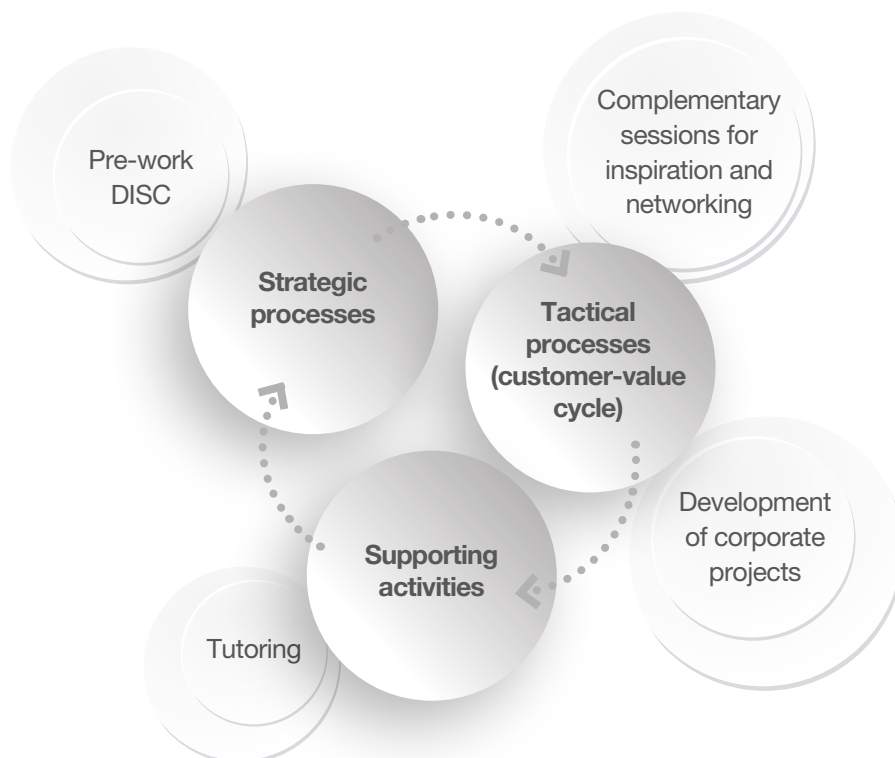 Pre-work
DISC
Complementary
sessions for
inspiration and
networking
Strategic
processes
Tactical
processes
(customer-value
cycle)
Development
of corporate
projects
Supporting
activities
Tutoring